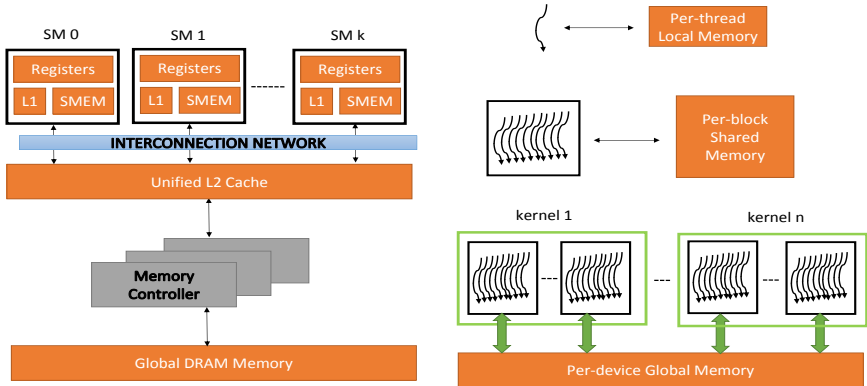 SM 0
SM 1
SM k
Registers
L1
SMEM
Registers
L1
SMEM
Registers
L1
SMEM
INTERCONNECTION NETWORK
Unified L2 Cache
Memory
Controller
Global DRAM Memory
Per-thread
Local Memory
Per-block
Shared
Memory
kernel 1
kernel n
Per-device Global Memory